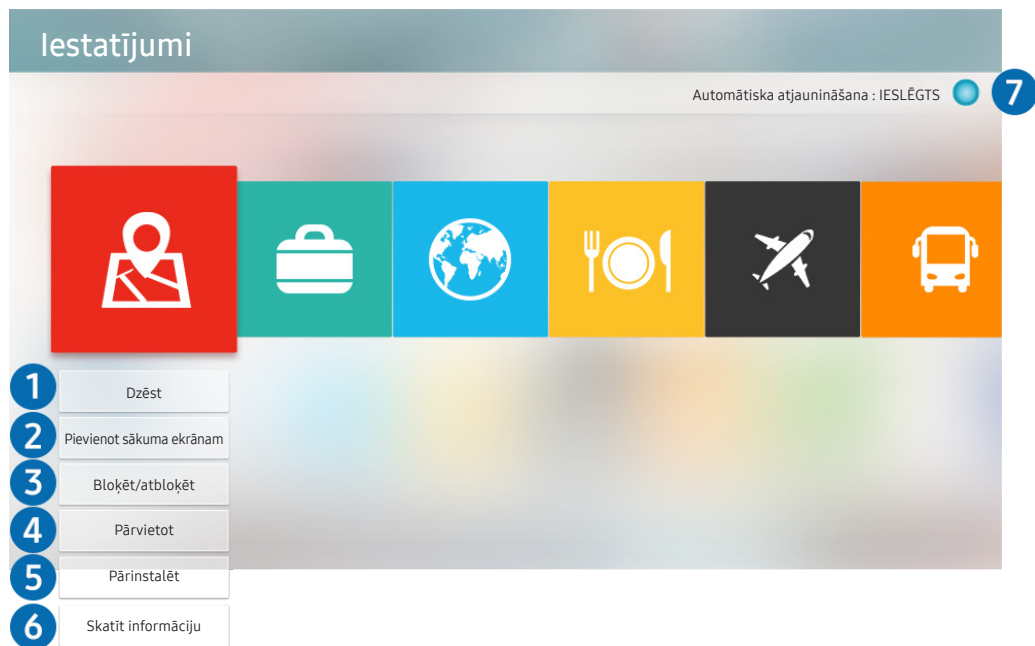 Iestatījumi
Automātiska atjaunināšana : IESLĒGTS 7
1 Dzēst
2 Pievienot sākuma ekrānam
3 Bloķēt/atbloķēt
4 Pārvietot
5 Pārinstalēt
6 Skatīt informāciju